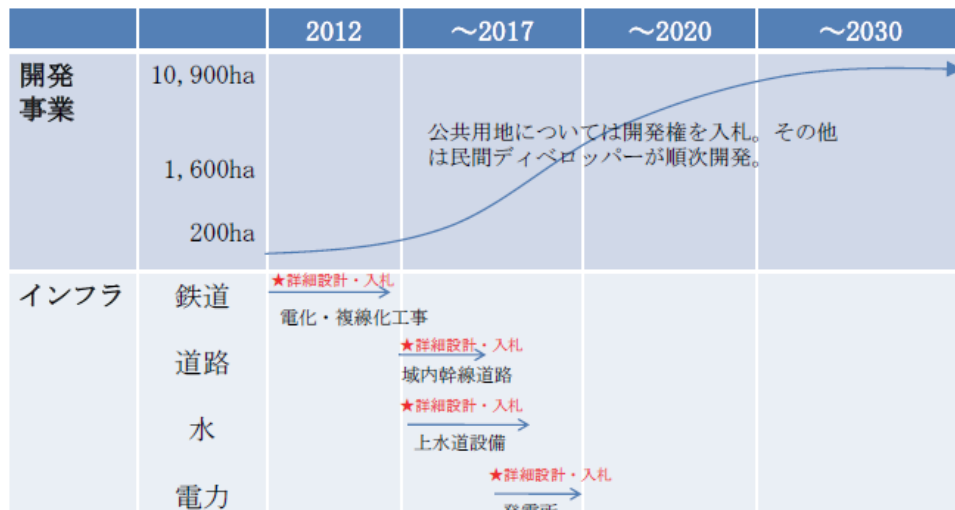 2012 ～2017 ～2020 ～2030
開発
事業
10,900ha
1,600ha
200ha
公共用地については開発権を入札。その他
は民間ディベロッパーが順次開発。
インフラ
鉄道
★詳細設計・入札
電化・複線化工事
道路
★詳細設計・入札
域内幹線道路
水
★詳細設計・入札
上水道設備
電力
★詳細設計・入札